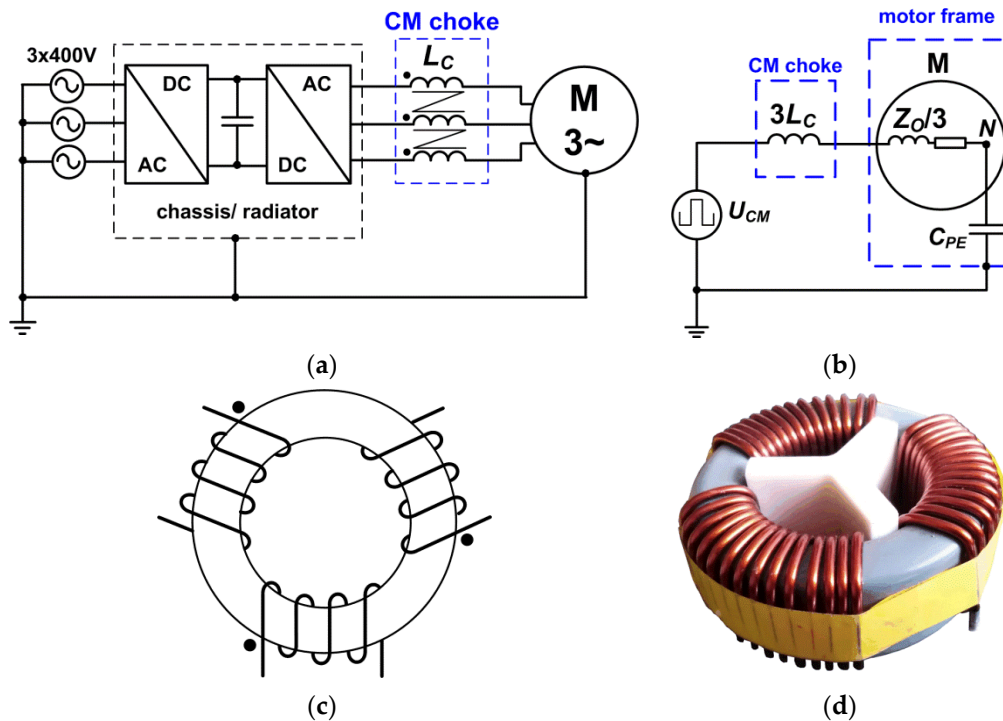 CM choke
3x400V
L_C
DC
AC
AC
DC
M
3~
chassis/ radiator
(a)
motor frame
M
CM choke
3L_C
Z_O/3
N
U_CM
C_PE
(b)
(c)
(d)